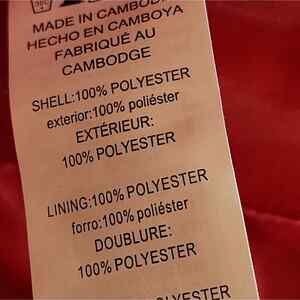 MADE IN CAMBODIA
HECHO EN CAMBOYA
FABRIQUÉ AU
CAMBODGE
SHELL:100% POLYESTER
exterior:100% poliéster
EXTÉRIEUR:
100% POLYESTER
LINING:100% POLYESTER
forro:100% poliéster
DOUBLURE:
100% POLYESTER